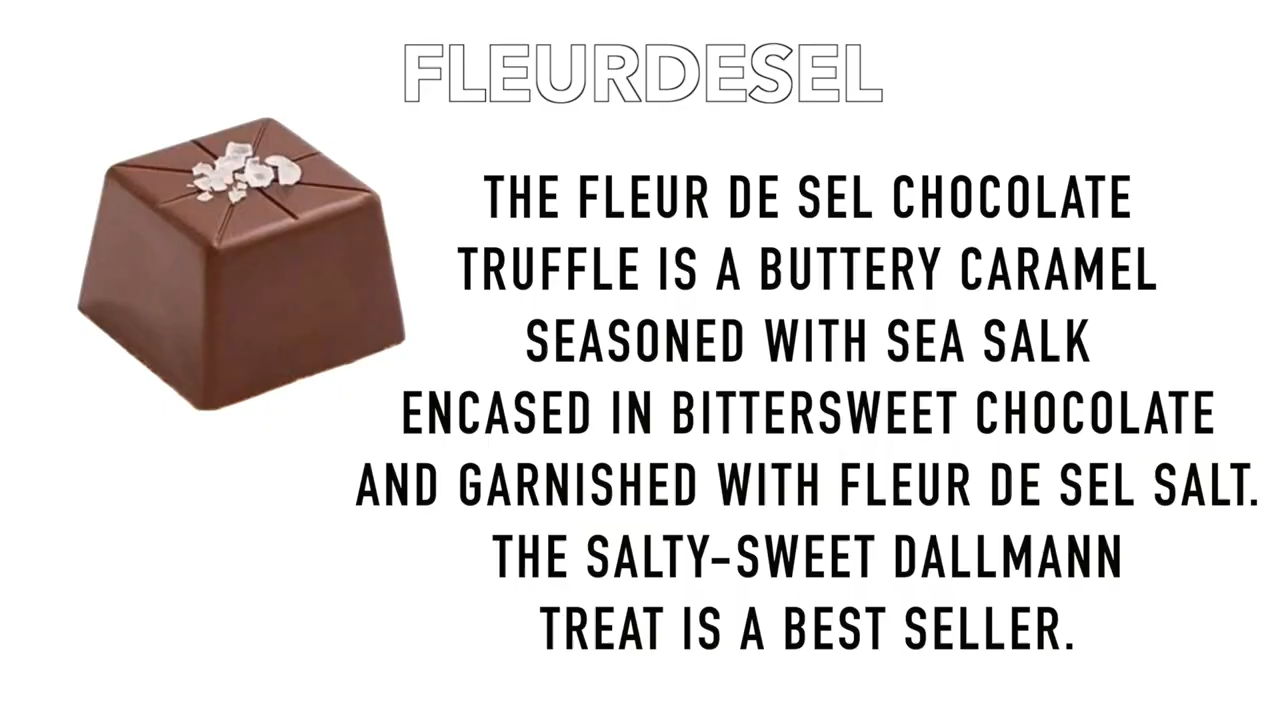 FLEURDESEL
THE FLEUR DE SEL CHOCOLATE
TRUFFLE IS A BUTTERY CARAMEL
SEASONED WITH SEA SALK
ENCASED IN BITTERSWEET CHOCOLATE
AND GARNISHED WITH FLEUR DE SEL SALT.
THE SALTY-SWEET DALLMANN
TREAT IS A BEST SELLER.